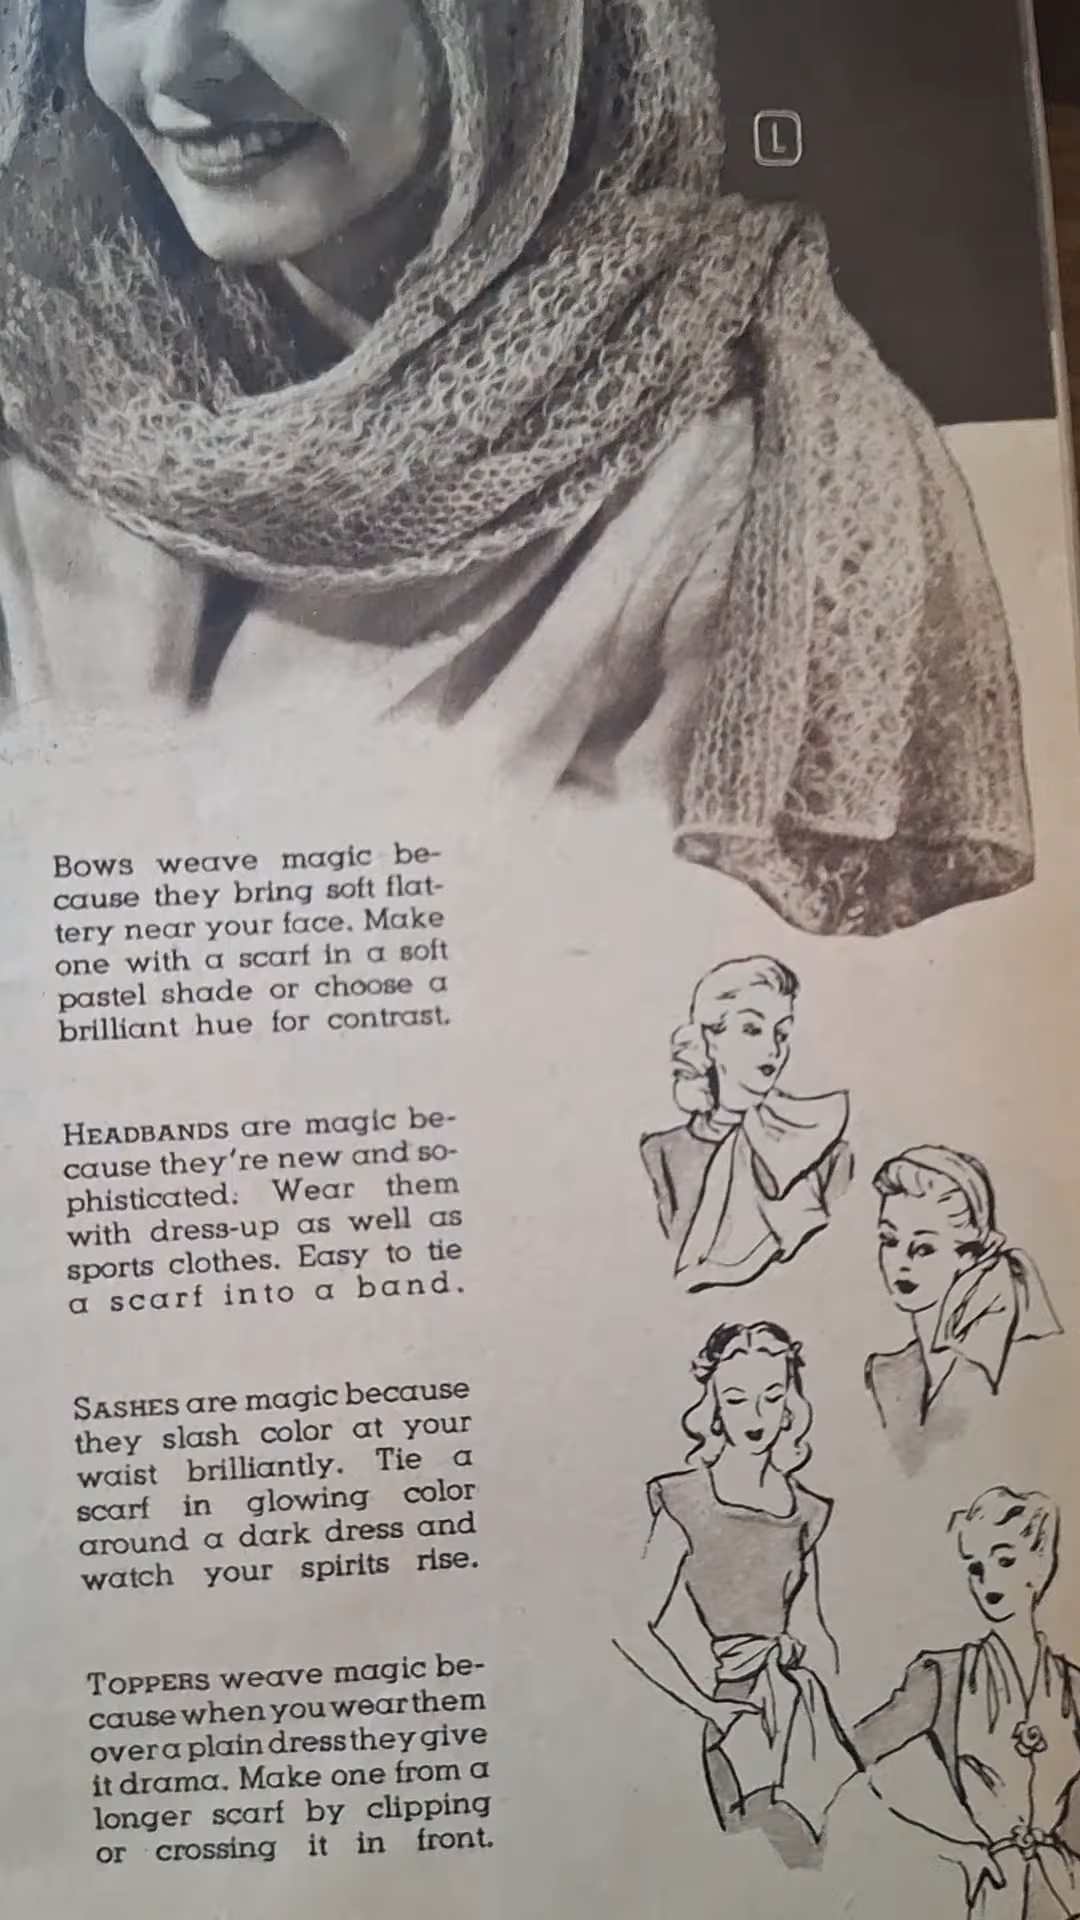 L
Bows weave magic be-
cause they bring soft flat-
tery near your face. Make
one with a scarf in a soft
pastel shade or choose a
brilliant hue for contrast.
HEADBANDS are magic be-
cause they're new and so-
phisticated. Wear them
with dress-up as well as
sports clothes. Easy to tie
a scarf into a band.
SASHES are magic because
they slash color at your
waist brilliantly. Tie a
scarf in glowing color
around a dark dress and
watch your spirits rise.
TOPPERS weave magic be-
cause when you wear them
over a plain dress they give
it drama. Make one from a
longer scarf by clipping
or crossing it in front.